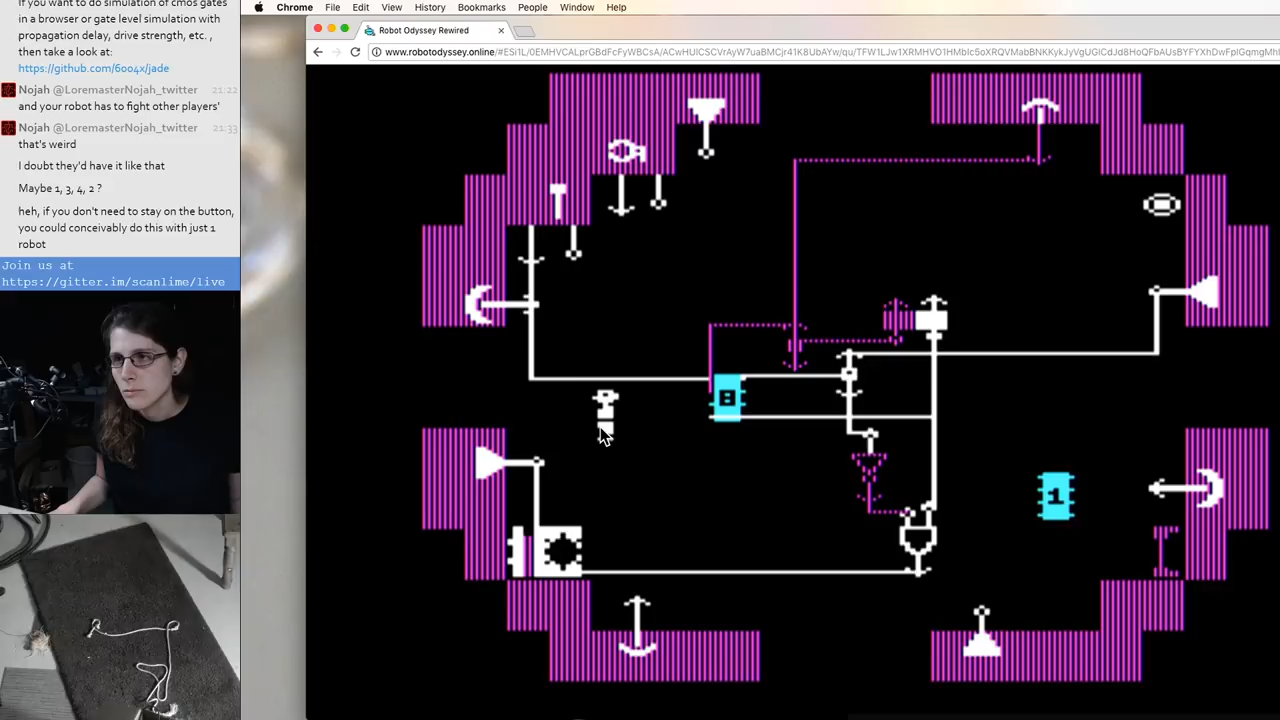 Chrome File Edit View History Bookmarks People Window Help
Robot Odyssey Rewired
If you want to do simulation of cmos gates
in a browser or gate level simulation with
propagation delay, drive strength, etc. ,
then take a look at:
https://github.com/6oo4x/jade
Nojah @LoremasterNojah_twitter 21:22
and your robot has to fight other players'
Nojah @LoremasterNojah_twitter 21:33
that's weird
I doubt they'd have it like that
Maybe 1, 3, 4, 2 ?
heh, if you don't need to stay on the button,
you could conceivably do this with just 1
robot
Join us at
https://gitter.im/scanlime/live
8
1